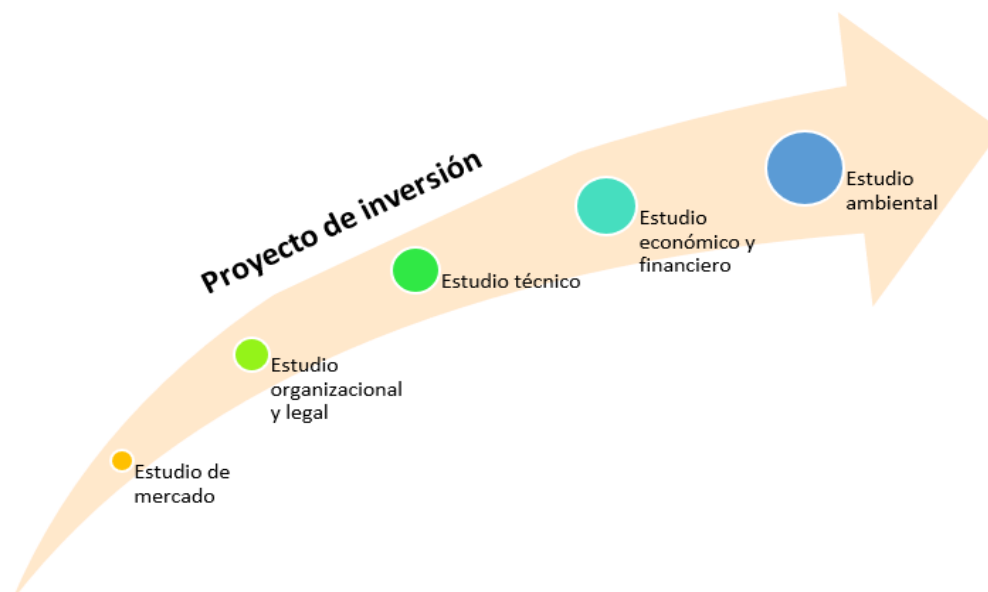 Proyecto de inversión
Estudio de
mercado
Estudio
organizacional
y legal
Estudio técnico
Estudio
económico y
financiero
Estudio
ambiental